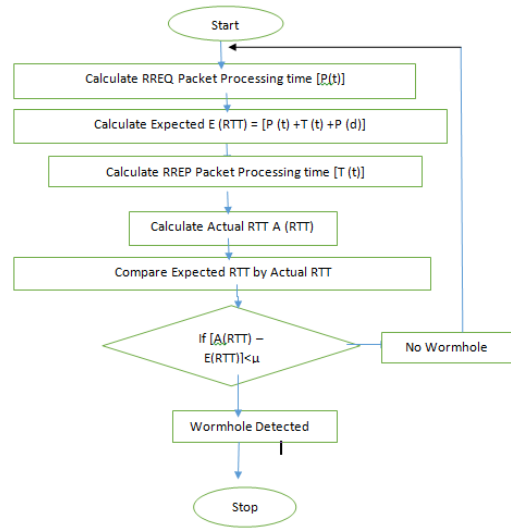 Start
Calculate RREQ Packet Processing time [P(t)]
Calculate Expected E (RTT) = [P (t) +T (t) +P (d)]
Calculate RREP Packet Processing time [T (t)]
Calculate Actual RTT A (RTT)
Compare Expected RTT by Actual RTT
If [A(RTT) –
E(RTT)]<μ
No Wormhole
Wormhole Detected
Stop